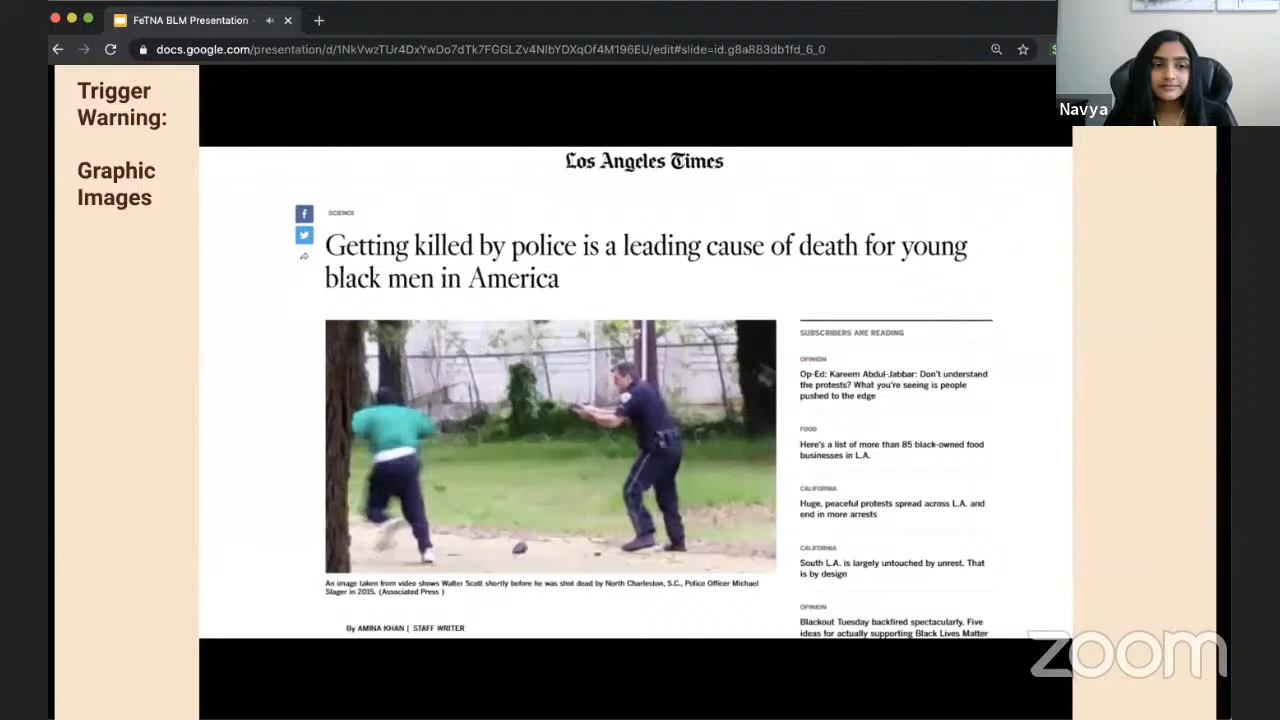 FeTNA BLM Presentation -
docs.google.com/presentation/d/1NkVwzTUr4DxYwDo7dTk7FGGLZv4NlbYDXqOf4M196EU/edit#slide=id.g8a883db1fd_6_0
Navya
Trigger
Warning:
Graphic
Images
Los Angeles Times
SCIENCE
Getting killed by police is a leading cause of death for young
black men in America
An image taken from video shows Walter Scott shortly before he was shot dead by North Charleston, S.C., Police Officer Michael
Slager in 2015. (Associated Press )
By AMINA KHAN | STAFF WRITER
SUBSCRIBERS ARE READING
OPINION
Op-Ed: Kareem Abdul-Jabbar: Don't understand
the protests? What you're seeing is people
pushed to the edge
FOOD
Here's a list of more than 85 black-owned food
businesses in L.A.
CALIFORNIA
Huge, peaceful protests spread across L.A. and
end in more arrests
CALIFORNIA
South L.A. is largely untouched by unrest. That
is by design
OPINION
Blackout Tuesday backfired spectacularly. Five
ideas for actually supporting Black Lives Matter
zoom